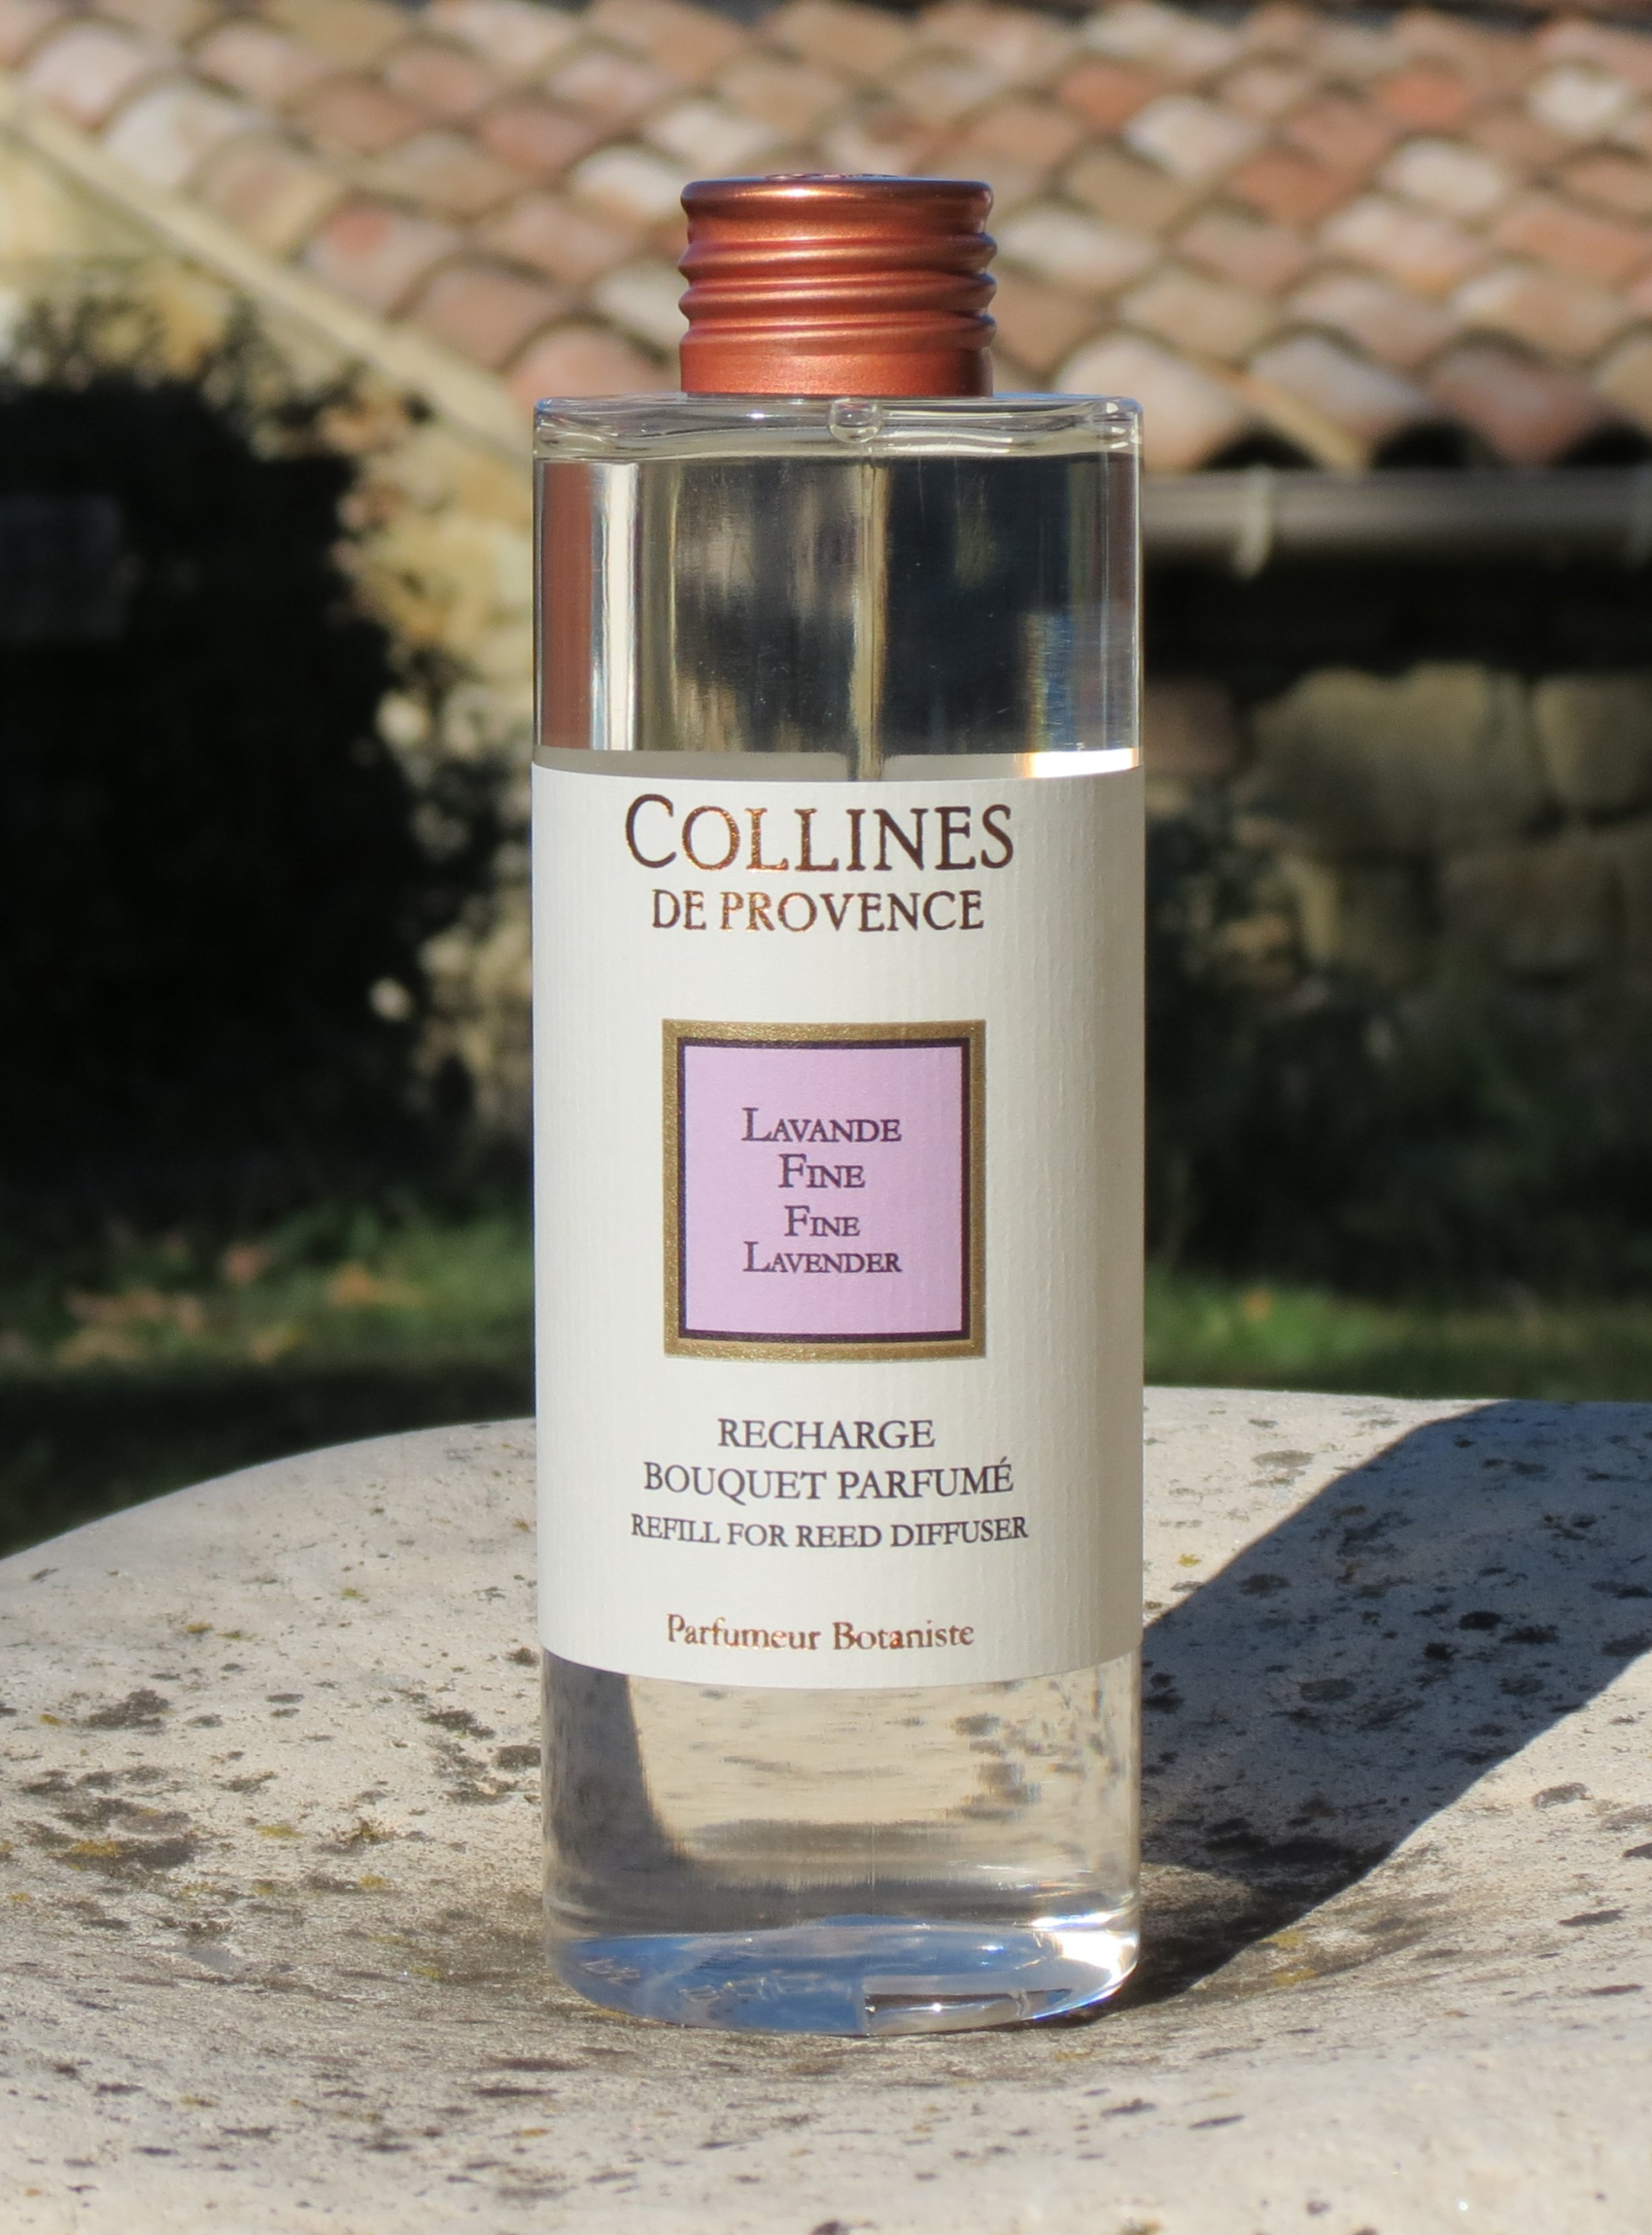 COLLINES
DE PROVENCE
LAVANDE
FINE
FINE
LAVENDER
RECHARGE
BOUQUET PARFUMÉ
REFILL FOR REED DIFFUSER
Parfumeur Botaniste